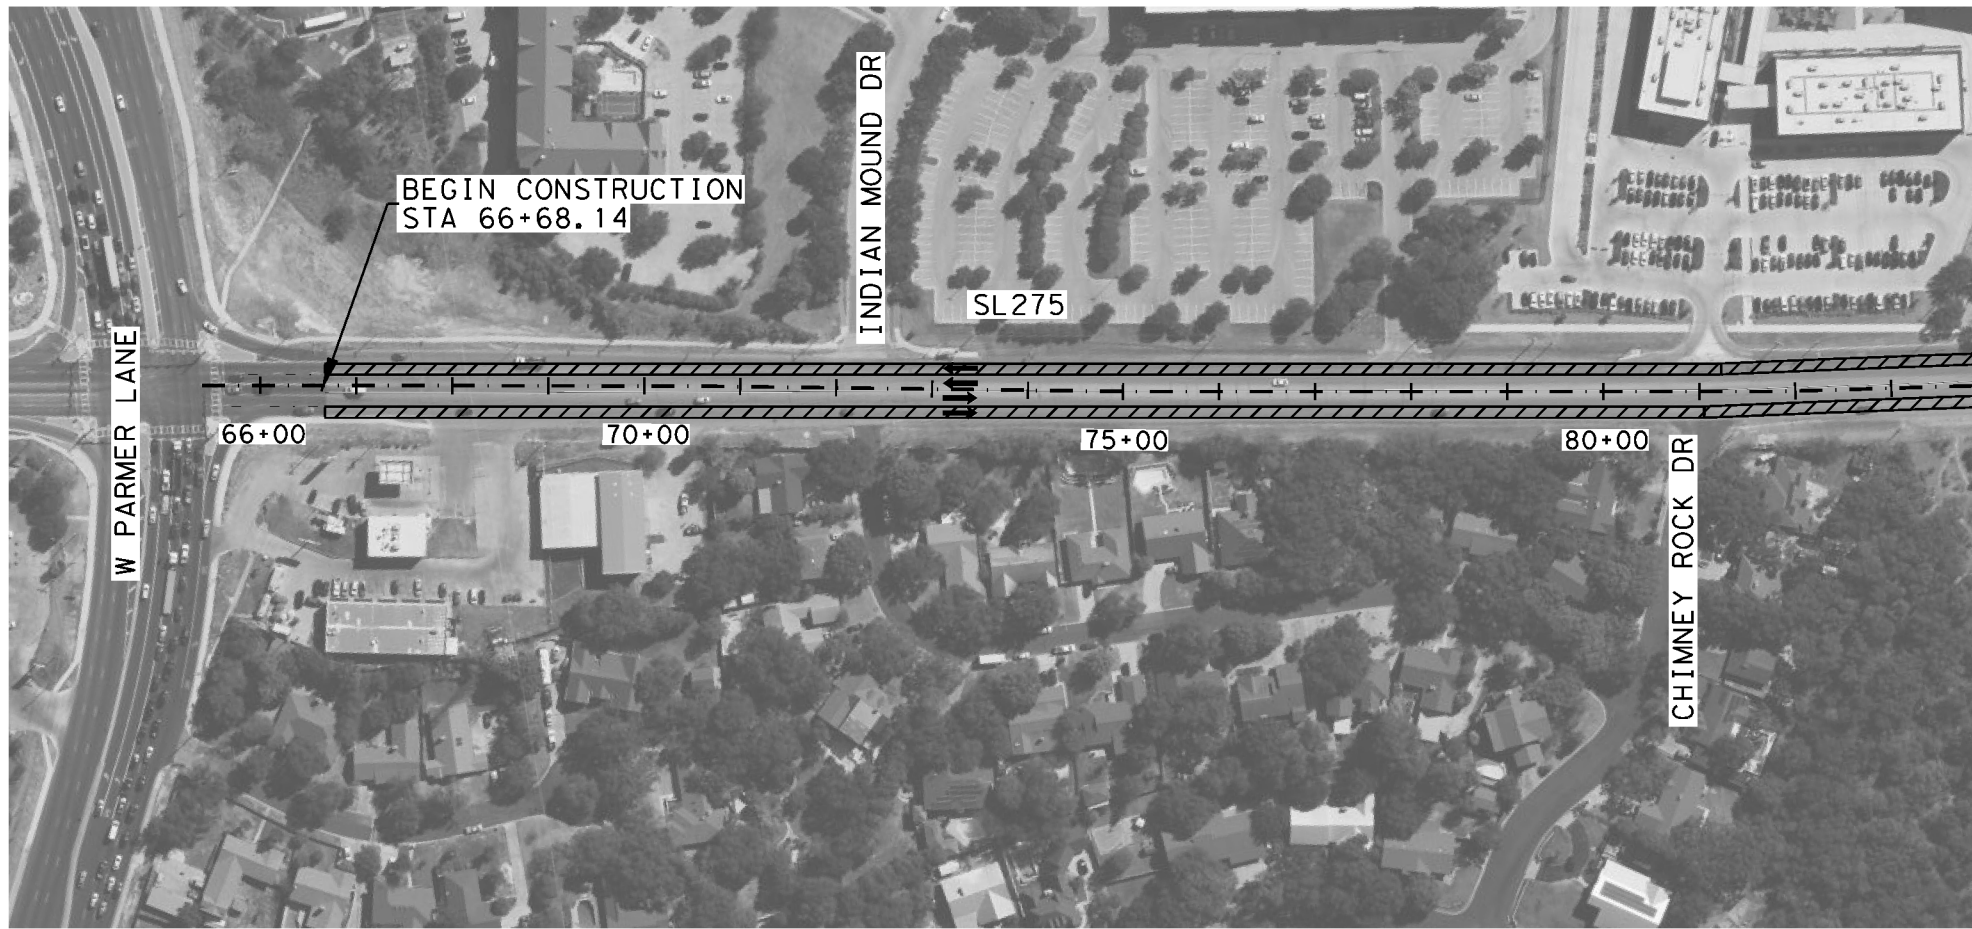 BEGIN CONSTRUCTION
STA 66+68.14
INDIAN MOUND DR
SL275
W PARMER LANE
66+00
70+00
75+00
80+00
CHIMNEY ROCK DR